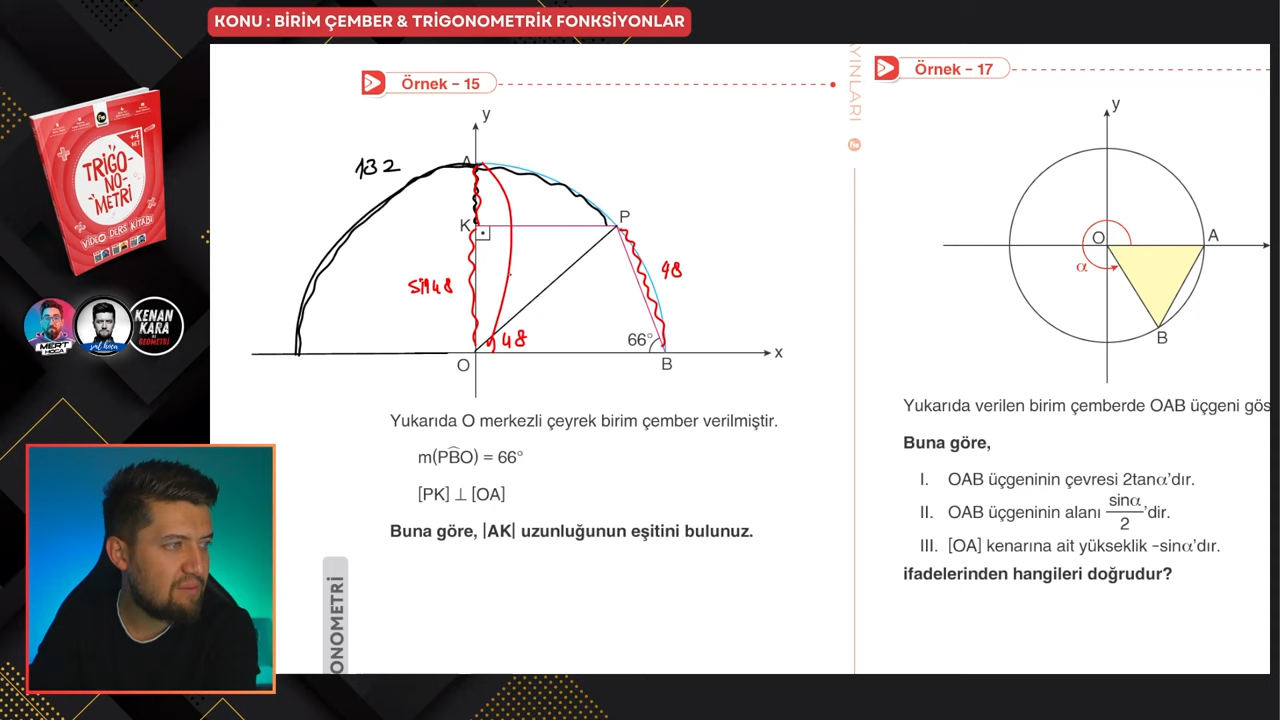 KONU : BİRİM ÇEMBER & TRİGONOMETRİK FONKSİYONLAR
+4 NET
TRİGO-
NO-
METRİ
VİDEO DERS KİTABI
MERT HOCA
KENAN
KARA
GEOMETRİ
Örnek – 15
y
132
A
K
P
sin48
48
48
66°
O
B
x
Yukarıda O merkezli çeyrek birim çember verilmiştir.
m(PBO) = 66°
[PK] ⊥ [OA]
Buna göre, |AK| uzunluğunun eşitini bulunuz.
ONOMETRİ
YINLARI
Örnek – 17
y
O
A
α
B
Yukarıda verilen birim çemberde OAB üçgeni gös
Buna göre,
I. OAB üçgeninin çevresi 2tanα’dır.
II. OAB üçgeninin alanı sinα/2 ’dir.
III. [OA] kenarına ait yükseklik –sinα’dır.
ifadelerinden hangileri doğrudur?